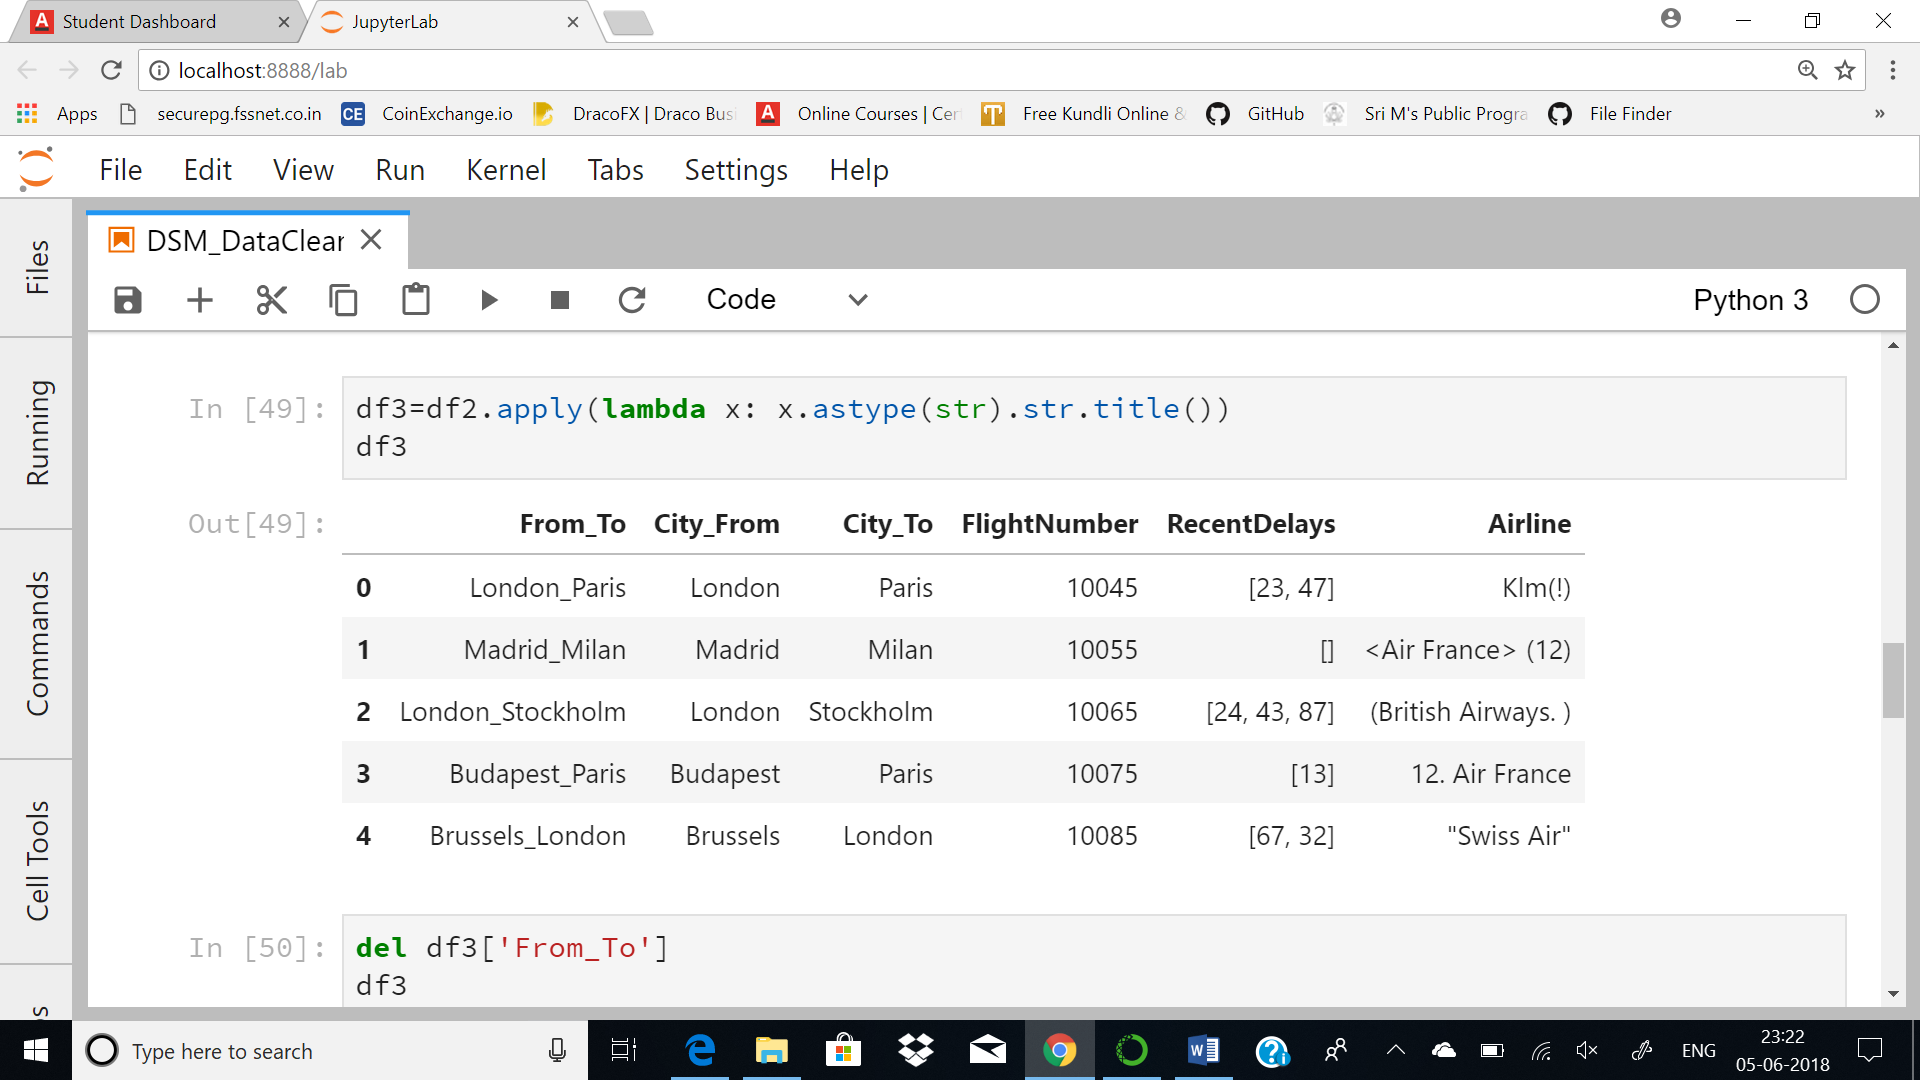 Student Dashboard
JupyterLab
localhost:8888/lab
Apps securepg.fssnet.co.in CE CoinExchange.io DracoFX | Draco Busi A Online Courses | Cer T Free Kundli Online & GitHub Sri M's Public Progra File Finder »
File Edit View Run Kernel Tabs Settings Help
DSM_DataClear
Code Python 3
Files
Running
Commands
Cell Tools
In [49]: df3=df2.apply(lambda x: x.astype(str).str.title())
df3
Out[49]: From_To City_From City_To FlightNumber RecentDelays Airline
0 London_Paris London Paris 10045 [23, 47] Klm(!)
1 Madrid_Milan Madrid Milan 10055 [] <Air France> (12)
2 London_Stockholm London Stockholm 10065 [24, 43, 87] (British Airways. )
3 Budapest_Paris Budapest Paris 10075 [13] 12. Air France
4 Brussels_London Brussels London 10085 [67, 32] "Swiss Air"
In [50]: del df3['From_To']
df3
Type here to search
ENG
23:22
05-06-2018